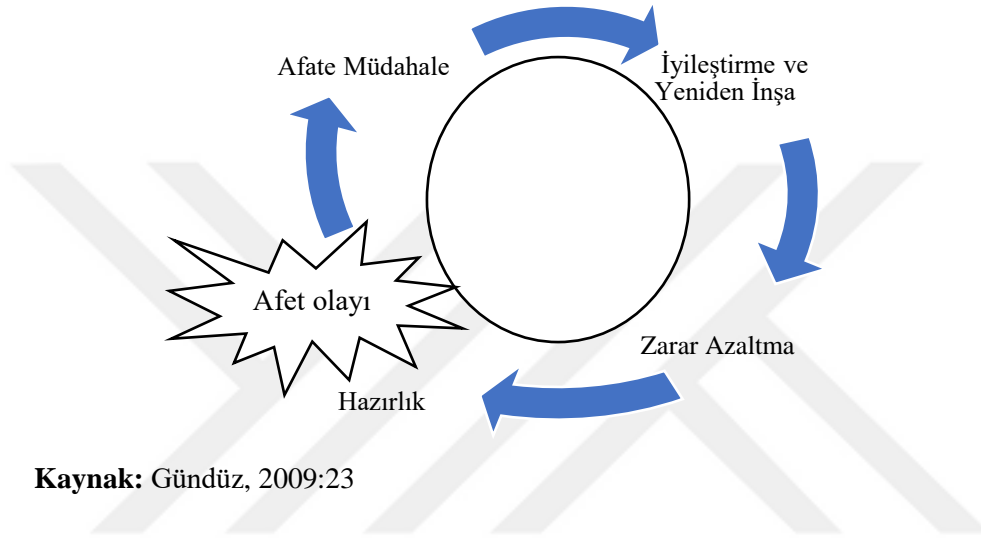 Afate Müdahale
İyileştirme ve
Yeniden İnşa
Afet olayı
Zarar Azaltma
Hazırlık
Kaynak: Gündüz, 2009:23